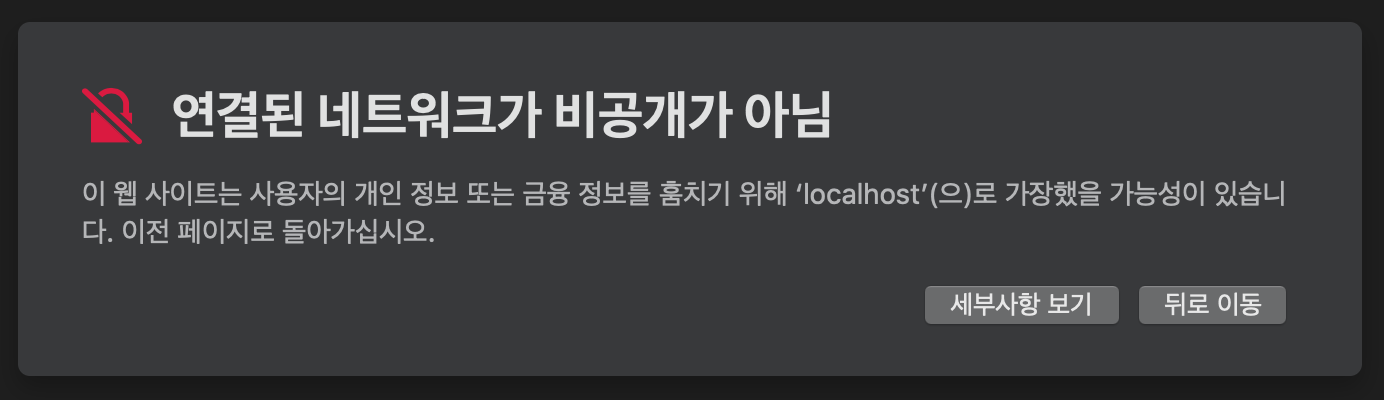 연결된 네트워크가 비공개가 아님
이 웹 사이트는 사용자의 개인 정보 또는 금융 정보를 훔치기 위해 ‘localhost’(으)로 가장했을 가능성이 있습니
다. 이전 페이지로 돌아가십시오.
세부사항 보기
뒤로 이동